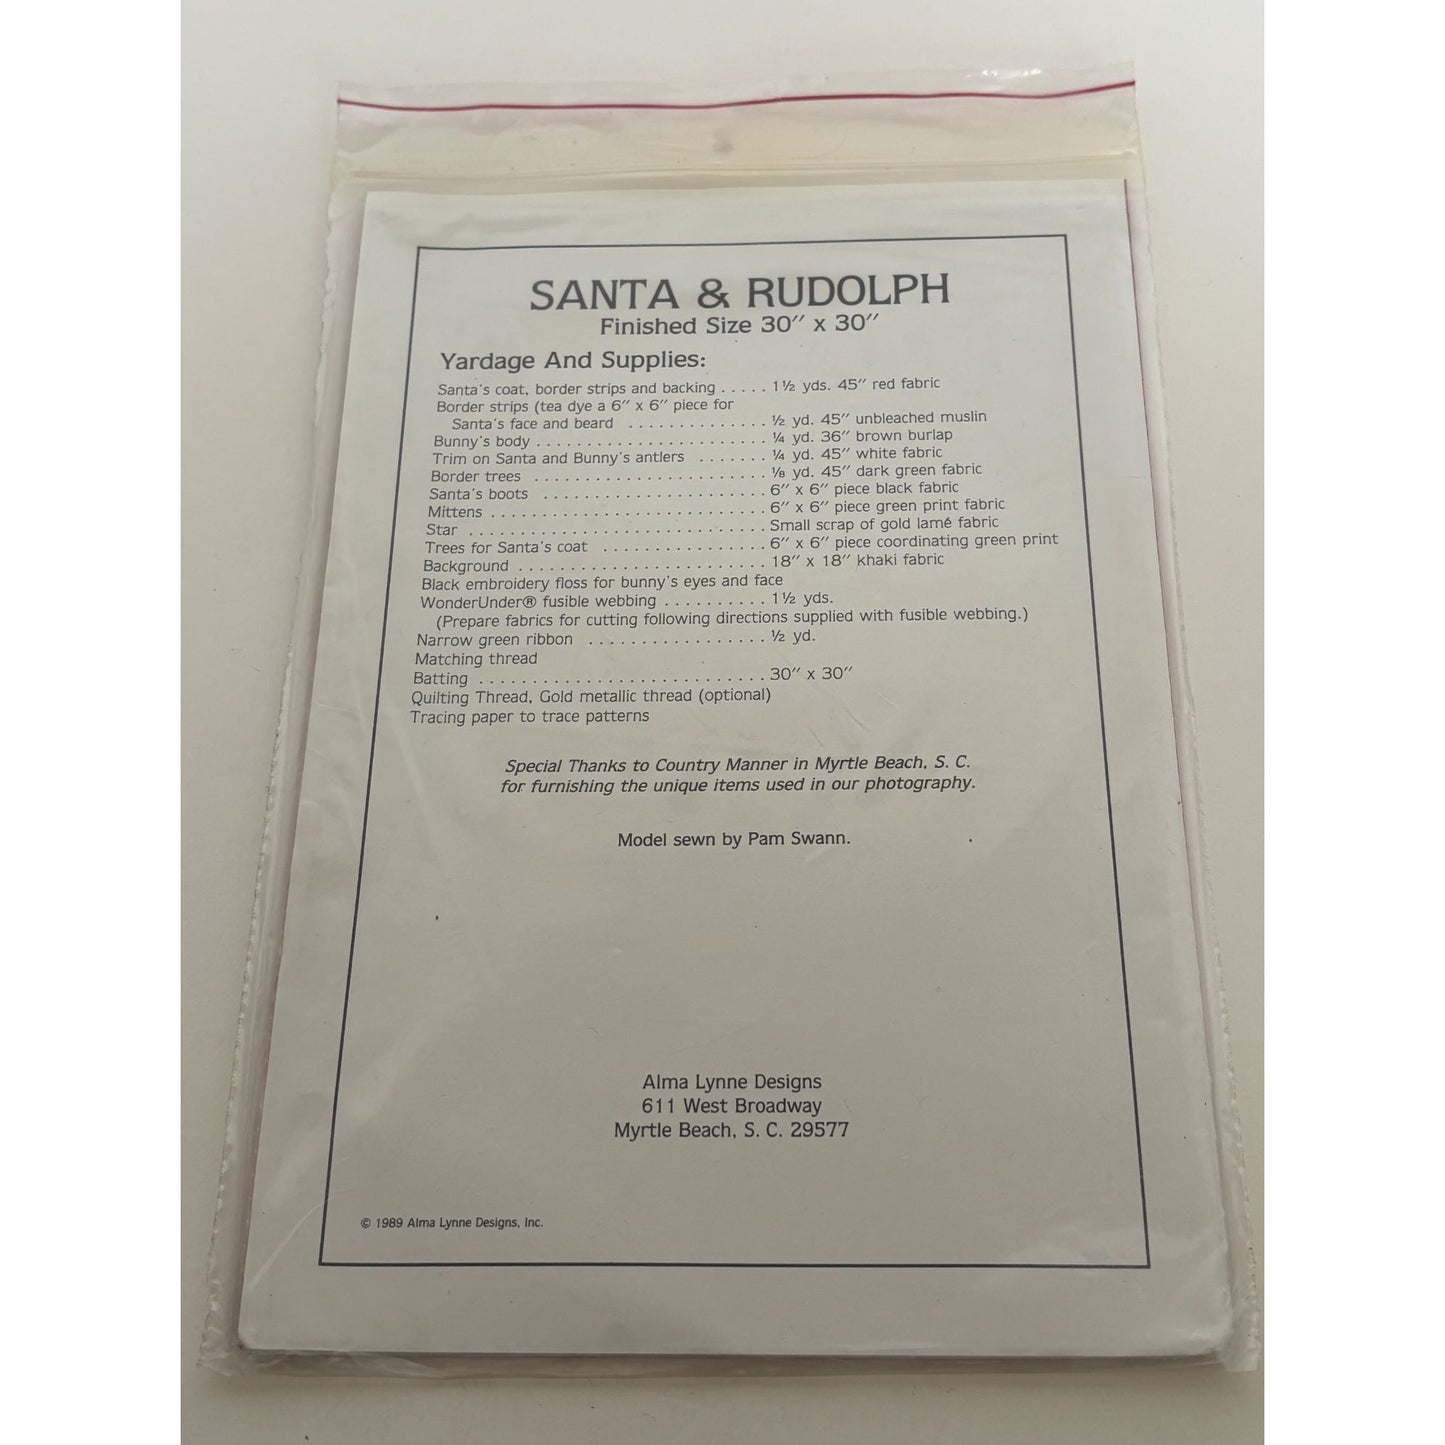 SANTA & RUDOLPH
Finished Size 30″ x 30″
Yardage And Supplies:
Santa's coat, border strips and backing . . . . . 1½ yds. 45″ red fabric
Border strips (tea dye a 6″ x 6″ piece for
Santa's face and beard . . . . . . . . . . . . . . ½ yd. 45″ unbleached muslin
Bunny's body . . . . . . . . . . . . . . . . . . . . . . . ¼ yd. 36″ brown burlap
Trim on Santa and Bunny's antlers . . . . . . . ¼ yd. 45″ white fabric
Border trees . . . . . . . . . . . . . . . . . . . . . . . . ⅛ yd. 45″ dark green fabric
Santa's boots . . . . . . . . . . . . . . . . . . . . . . . 6″ x 6″ piece black fabric
Mittens . . . . . . . . . . . . . . . . . . . . . . . . . . . . 6″ x 6″ piece green print fabric
Star . . . . . . . . . . . . . . . . . . . . . . . . . . . . . . Small scrap of gold lamé fabric
Trees for Santa's coat . . . . . . . . . . . . . . . . 6″ x 6″ piece coordinating green print
Background . . . . . . . . . . . . . . . . . . . . . . . . . 18″ x 18″ khaki fabric
Black embroidery floss for bunny's eyes and face
WonderUnder® fusible webbing . . . . . . . . . . 1½ yds.
(Prepare fabrics for cutting following directions supplied with fusible webbing.)
Narrow green ribbon . . . . . . . . . . . . . . . . . ½ yd.
Matching thread
Batting . . . . . . . . . . . . . . . . . . . . . . . . . . . 30″ x 30″
Quilting Thread, Gold metallic thread (optional)
Tracing paper to trace patterns
Special Thanks to Country Manner in Myrtle Beach, S. C.
for furnishing the unique items used in our photography.
Model sewn by Pam Swann.
Alma Lynne Designs
611 West Broadway
Myrtle Beach, S. C. 29577
© 1989 Alma Lynne Designs, Inc.